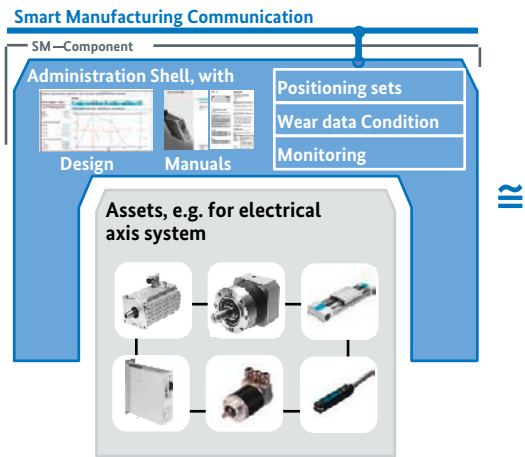 Smart Manufacturing Communication
SM—Component
Administration Shell, with
Positioning sets
Wear data Condition
Monitoring
Design
Manuals
≅
Assets, e.g. for electrical
axis system